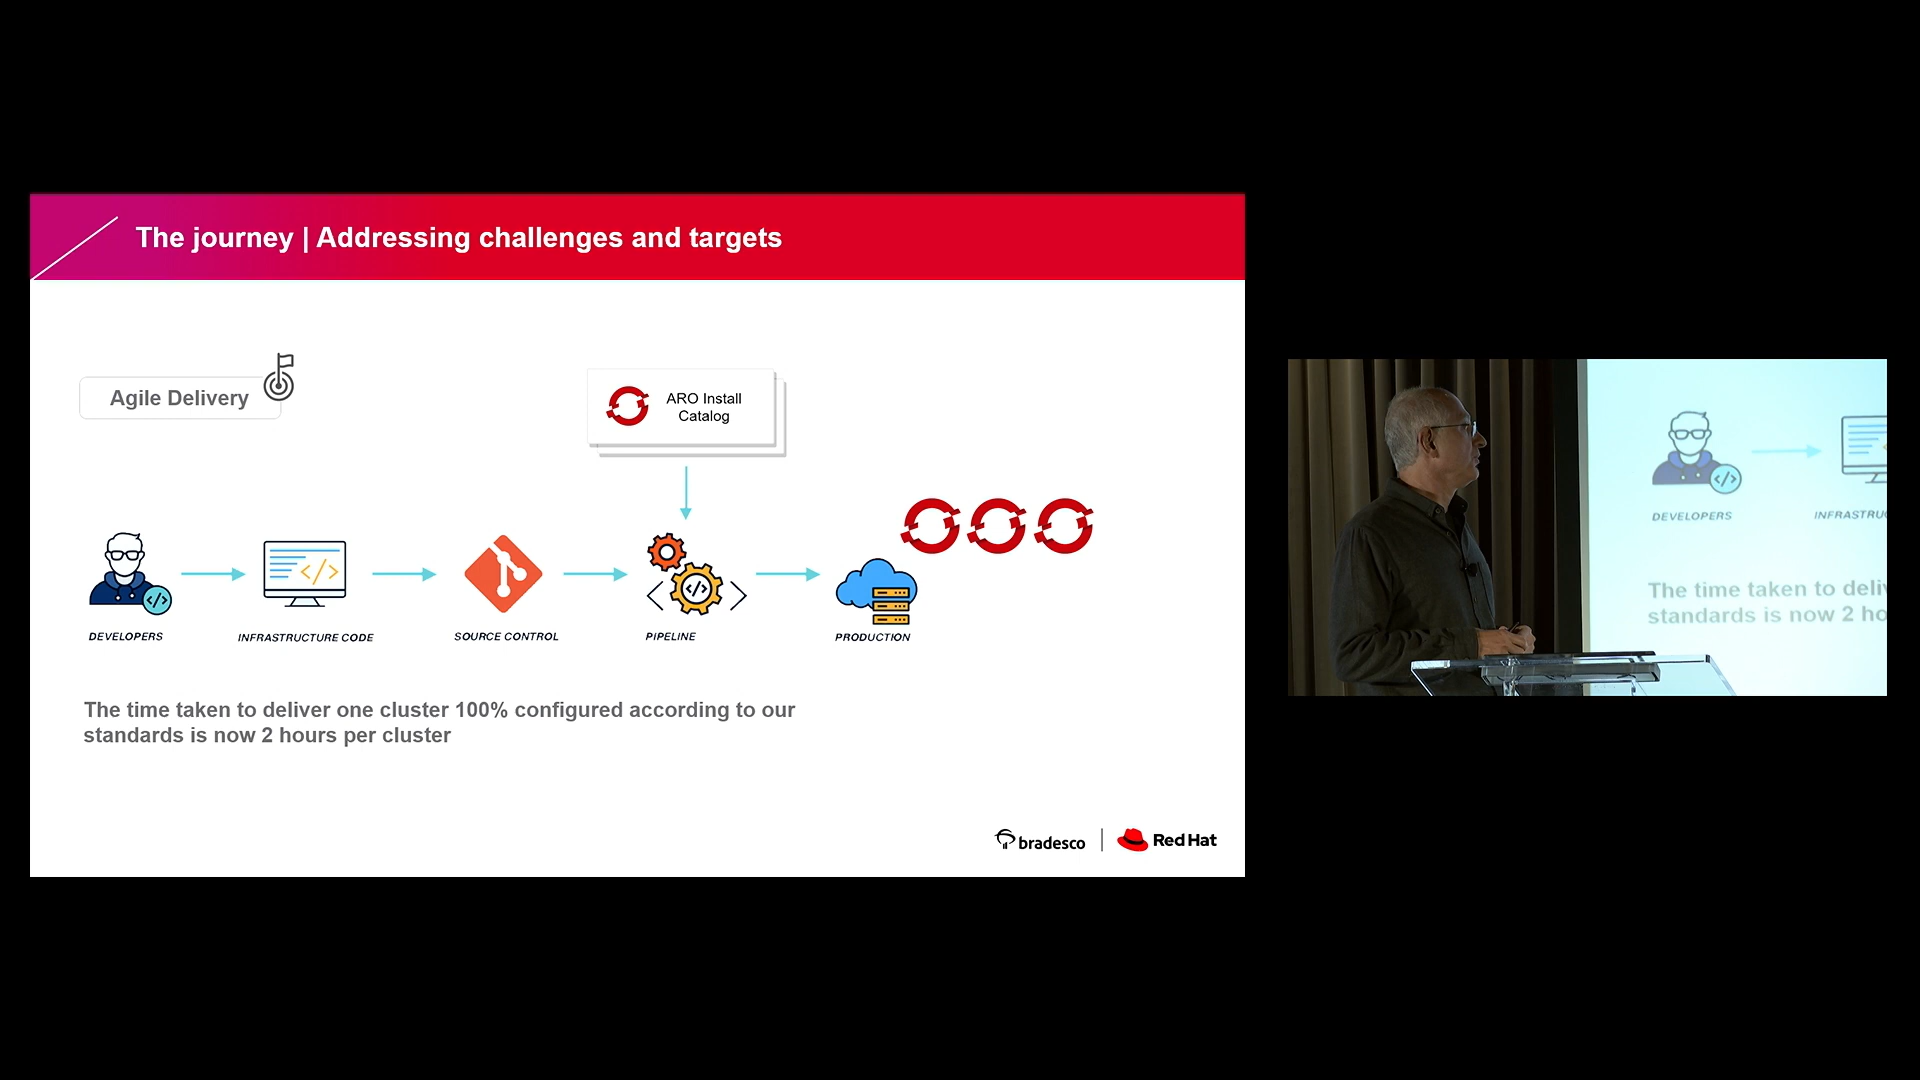 The journey | Addressing challenges and targets
Agile Delivery
ARO Install
Catalog
DEVELOPERS
INFRASTRUCTURE CODE
SOURCE CONTROL
PIPELINE
PRODUCTION
The time taken to deliver one cluster 100% configured according to our
standards is now 2 hours per cluster
bradesco
Red Hat
DEVELOPERS
INFRASTRU
The time taken to deli
standards is now 2 ho